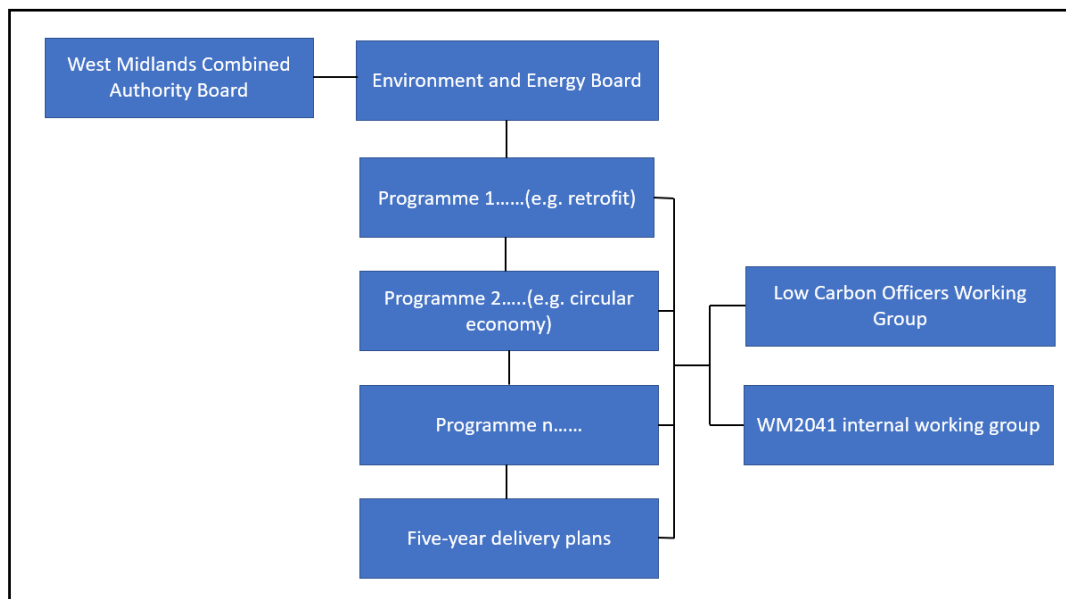 West Midlands Combined
Authority Board
Environment and Energy Board
Programme 1......(e.g. retrofit)
Programme 2.....(e.g. circular
economy)
Programme n......
Five-year delivery plans
Low Carbon Officers Working
Group
WM2041 internal working group